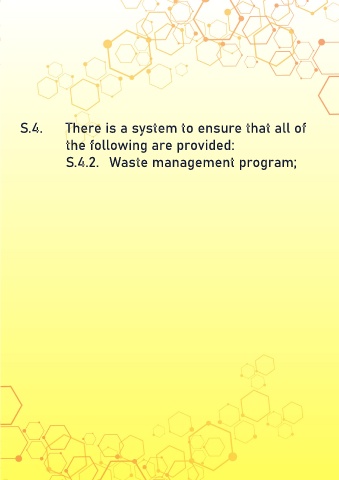 S.4. There is a system to ensure that all of
the following are provided:
S.4.2. Waste management program;